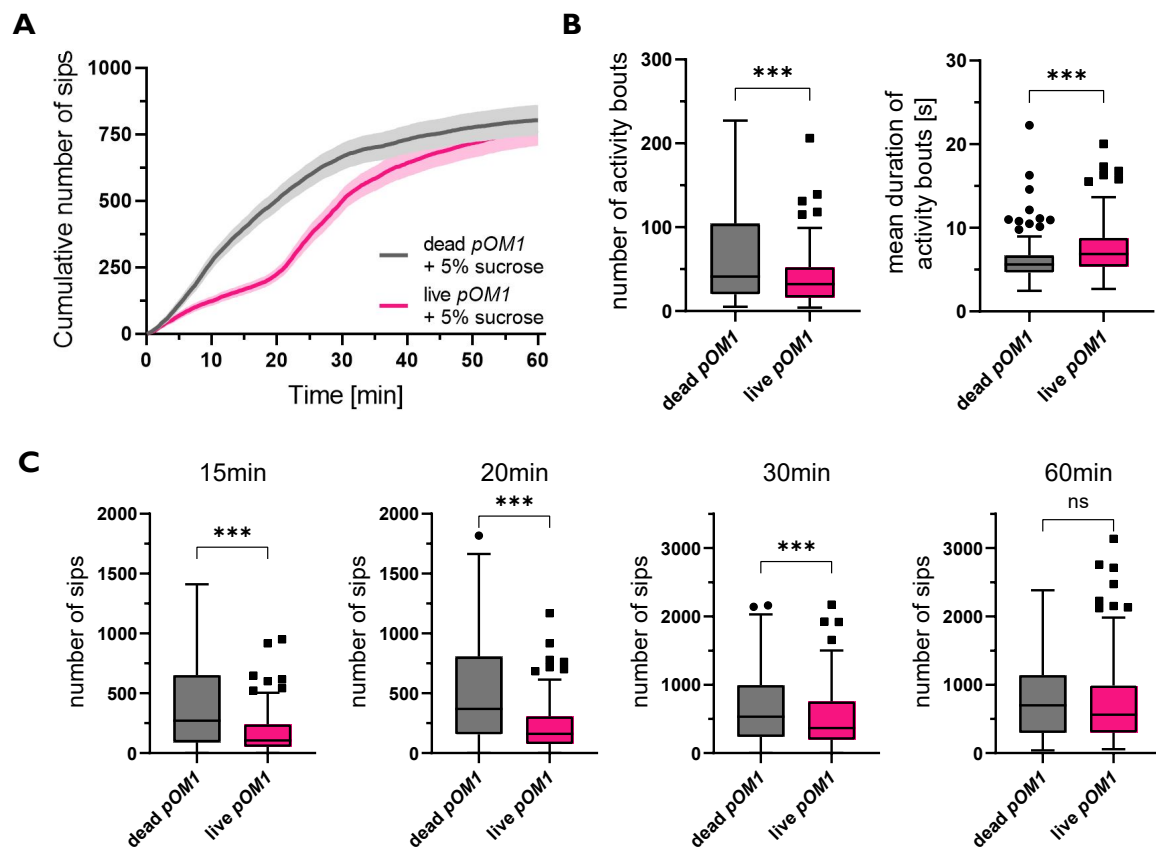 A
Cumulative number of sips
1000
750
500
250
0
0 10 20 30 40 50 60
Time [min]
dead pOM1
+ 5% sucrose
live pOM1
+ 5% sucrose
B
number of activity bouts
300
200
100
0
***
dead pOM1
live pOM1
mean duration of
activity bouts [s]
30
20
10
0
***
dead pOM1
live pOM1
C
15min
number of sips
2000
1500
1000
500
0
***
dead pOM1
live pOM1
20min
number of sips
2000
1500
1000
500
0
***
dead pOM1
live pOM1
30min
number of sips
3000
2000
1000
0
***
dead pOM1
live pOM1
60min
number of sips
3000
2000
1000
0
ns
dead pOM1
live pOM1